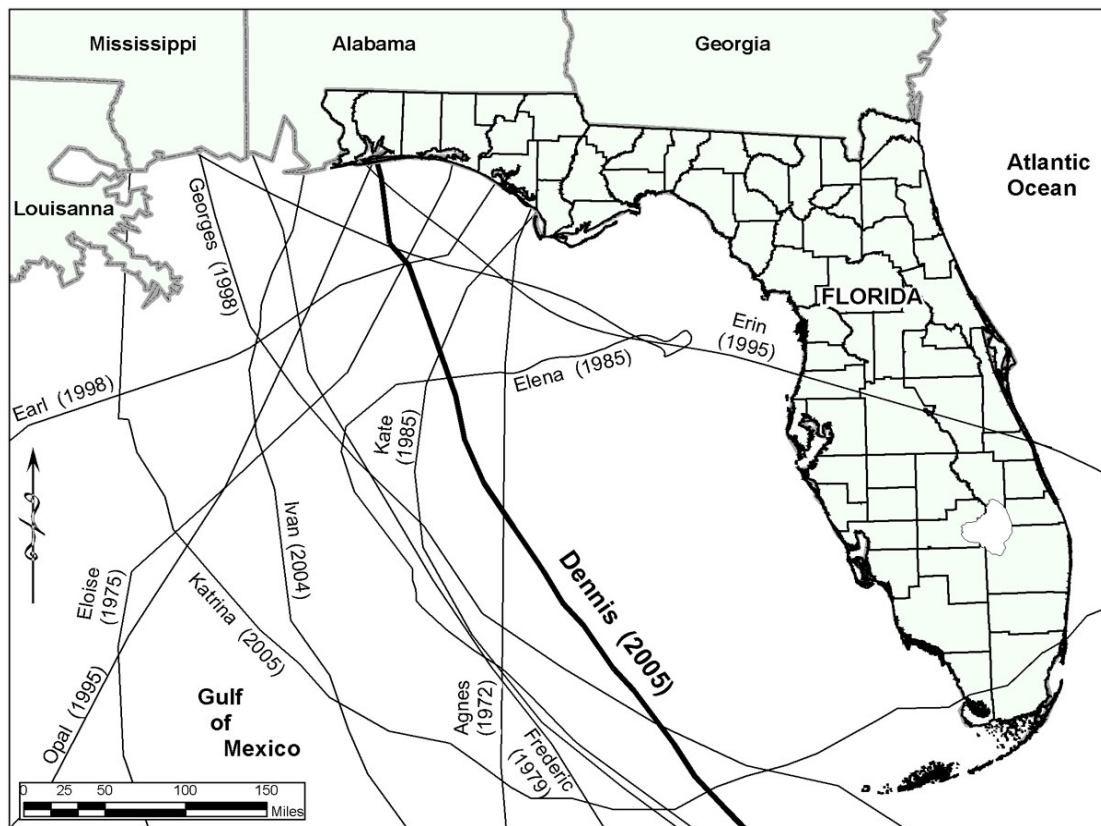 Mississippi
Alabama
Georgia
Atlantic
Ocean
Louisanna
Georges (1998)
FLORIDA
Erin
(1995)
Earl (1998)
Elena (1985)
Kate
(1985)
Ivan (2004)
Eloise
(1975)
Katrina (2005)
Dennis (2005)
Opal (1995)
Gulf
of
Mexico
Agnes
(1972)
Frederic
(1979)
0 25 50 100 150
Miles